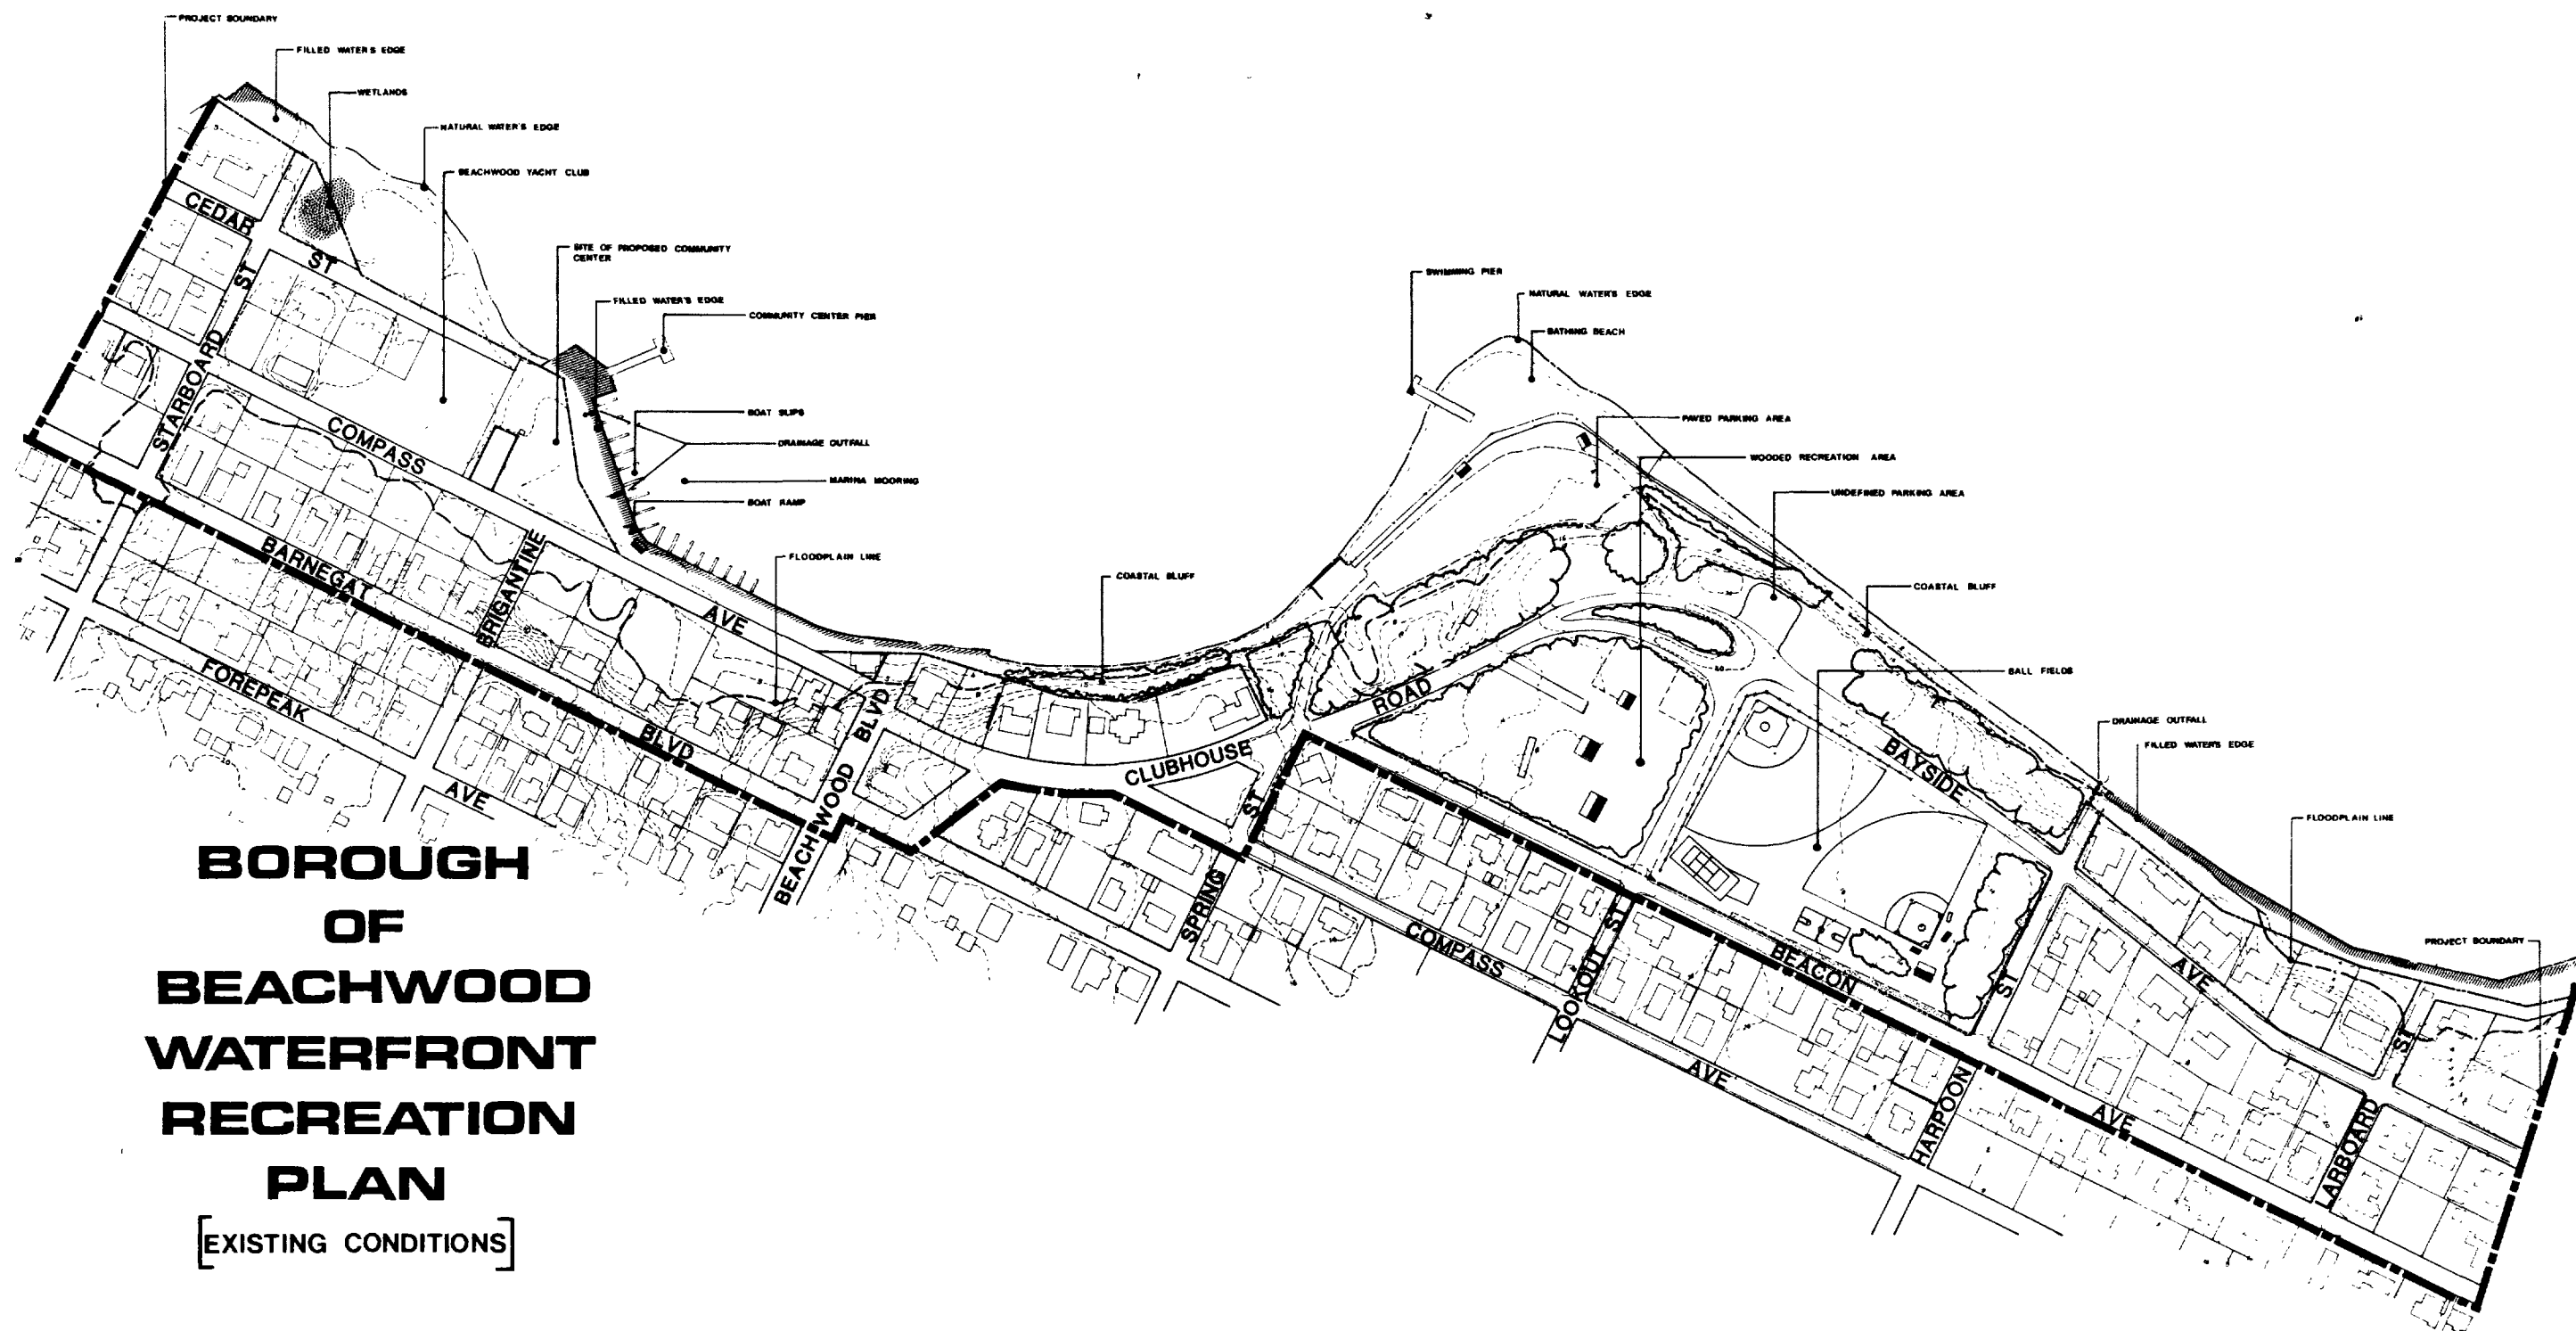 PROJECT BOUNDARY
FILLED WATER'S EDGE
WETLANDS
NATURAL WATER'S EDGE
BEACHWOOD YACHT CLUB
SITE OF PROPOSED COMMUNITY
CENTER
FILLED WATER'S EDGE
COMMUNITY CENTER PIER
BOAT SLIPS
DRAINAGE OUTFALL
MARINA MOORING
BOAT RAMP
FLOODPLAIN LINE
COASTAL BLUFF
SWIMMING PIER
NATURAL WATER'S EDGE
BATHING BEACH
PAVED PARKING AREA
WOODED RECREATION AREA
UNDEFINED PARKING AREA
COASTAL BLUFF
BALL FIELDS
DRAINAGE OUTFALL
FILLED WATER'S EDGE
FLOODPLAIN LINE
PROJECT BOUNDARY
CEDAR ST
STARBOARD ST
COMPASS AVE
BRIGANTINE
BARNEGAT BLVD
FOREPEAK AVE
BEACHWOOD BLVD
CLUBHOUSE ROAD
SPRING ST
COMPASS AVE
LOOKOUT ST
BEACON AVE
BAYSIDE AVE
HARPOON ST
LARBOARD ST
BOROUGH
OF
BEACHWOOD
WATERFRONT
RECREATION
PLAN
[EXISTING CONDITIONS]